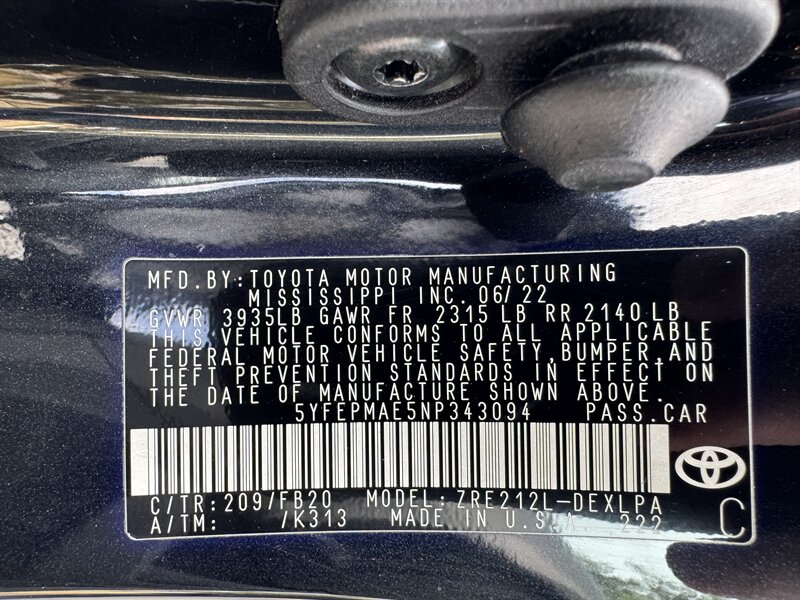 MFD.BY: TOYOTA MOTOR MANUFACTURING
MISSISSIPPI INC. 06/22
GVWR 3935LB GAWR FR 2315 LB RR 2140 LB
THIS VEHICLE CONFORMS TO ALL APPLICABLE
FEDERAL MOTOR VEHICLE SAFETY,BUMPER,AND
THEFT PREVENTION STANDARDS IN EFFECT ON
THE DATE OF MANUFACTURE SHOWN ABOVE.
5YFEPMAE5NP343094 PASS.CAR
C/TR: 209/FB20 MODEL: ZRE212L-DEXLPA
A/TM: /K313 MADE IN U.S.A. 222
C